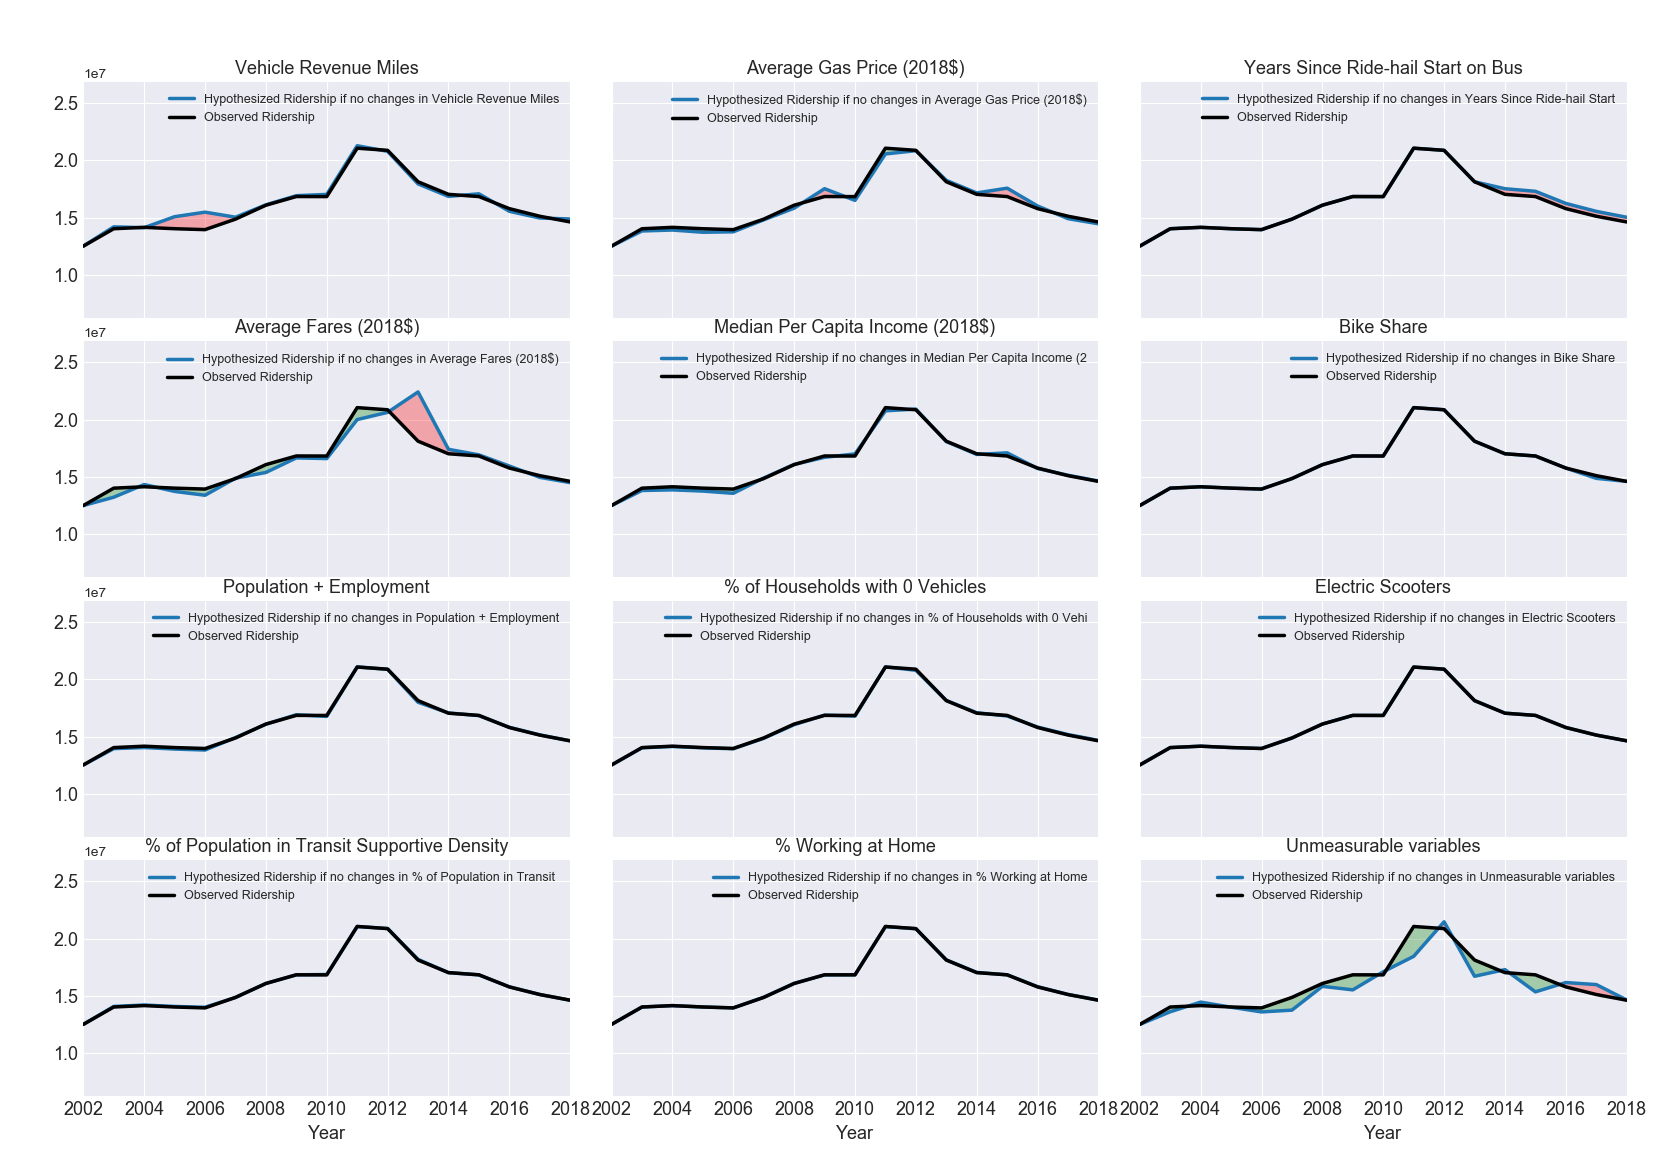 Vehicle Revenue Miles
1e7
Hypothesized Ridership if no changes in Vehicle Revenue Miles
Observed Ridership
2.5
2.0
1.5
1.0
Average Gas Price (2018$)
Hypothesized Ridership if no changes in Average Gas Price (2018$)
Observed Ridership
Years Since Ride-hail Start on Bus
Hypothesized Ridership if no changes in Years Since Ride-hail Start
Observed Ridership
Average Fares (2018$)
1e7
Hypothesized Ridership if no changes in Average Fares (2018$)
Observed Ridership
2.5
2.0
1.5
1.0
Median Per Capita Income (2018$)
Hypothesized Ridership if no changes in Median Per Capita Income (2
Observed Ridership
Bike Share
Hypothesized Ridership if no changes in Bike Share
Observed Ridership
Population + Employment
1e7
Hypothesized Ridership if no changes in Population + Employment
Observed Ridership
2.5
2.0
1.5
1.0
% of Households with 0 Vehicles
Hypothesized Ridership if no changes in % of Households with 0 Vehi
Observed Ridership
Electric Scooters
Hypothesized Ridership if no changes in Electric Scooters
Observed Ridership
% of Population in Transit Supportive Density
1e7
Hypothesized Ridership if no changes in % of Population in Transit
Observed Ridership
2.5
2.0
1.5
1.0
2002 2004 2006 2008 2010 2012 2014 2016 2018
Year
% Working at Home
Hypothesized Ridership if no changes in % Working at Home
Observed Ridership
2002 2004 2006 2008 2010 2012 2014 2016 2018
Year
Unmeasurable variables
Hypothesized Ridership if no changes in Unmeasurable variables
Observed Ridership
2002 2004 2006 2008 2010 2012 2014 2016 2018
Year